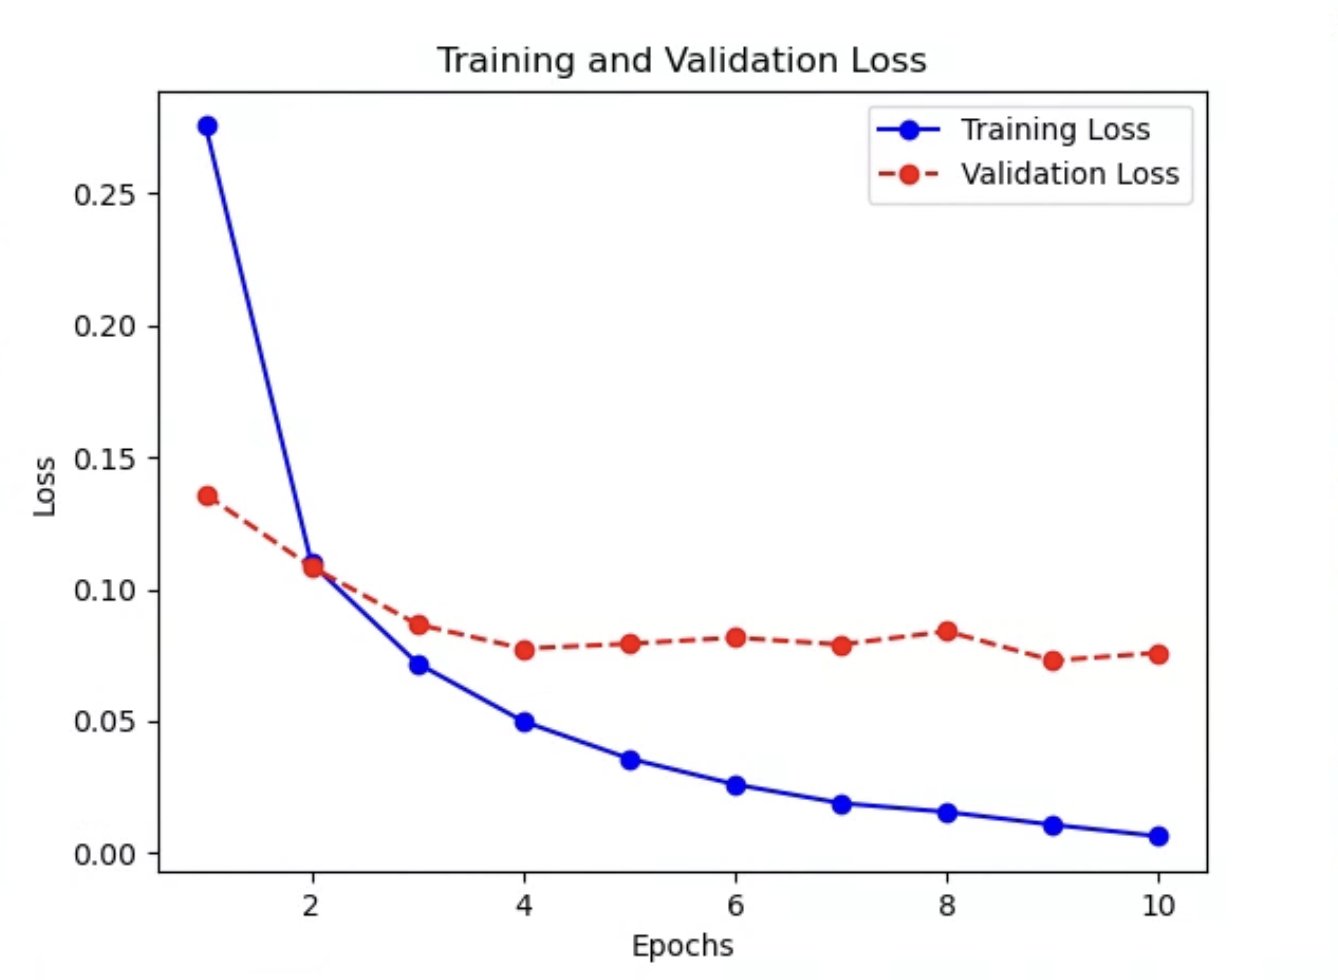 Training and Validation Loss
Training Loss
Validation Loss
0.25
0.20
0.15
0.10
0.05
0.00
Loss
2 4 6 8 10
Epochs